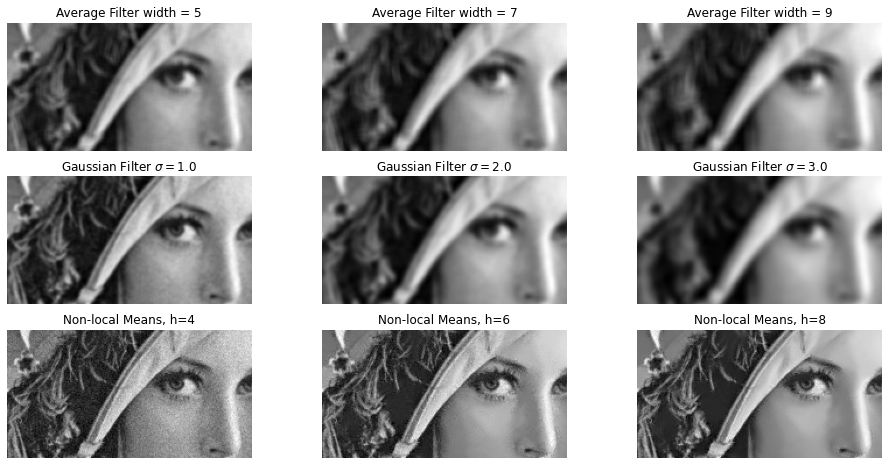 Average Filter width = 5
Average Filter width = 7
Average Filter width = 9
Gaussian Filter σ = 1.0
Gaussian Filter σ = 2.0
Gaussian Filter σ = 3.0
Non-local Means, h=4
Non-local Means, h=6
Non-local Means, h=8